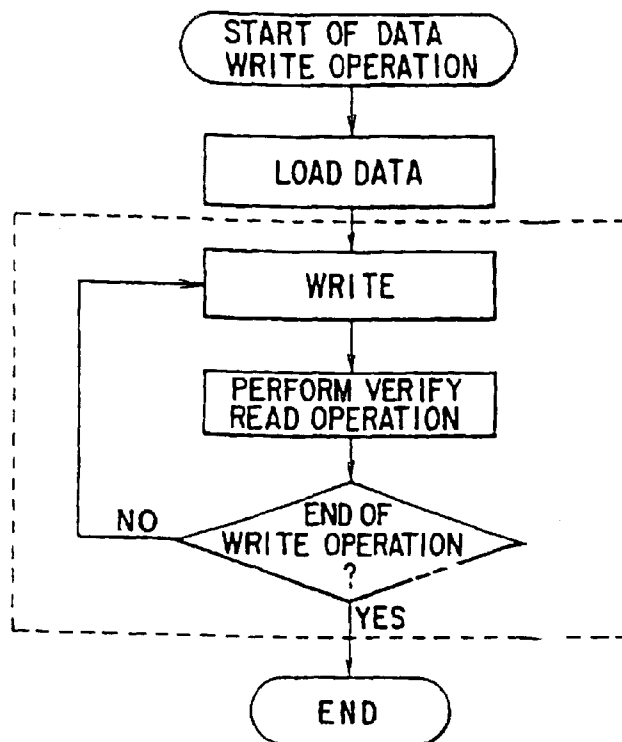 START OF DATA
WRITE OPERATION
LOAD DATA
WRITE
PERFORM VERIFY
READ OPERATION
NO
END OF
WRITE OPERATION
?
YES
END